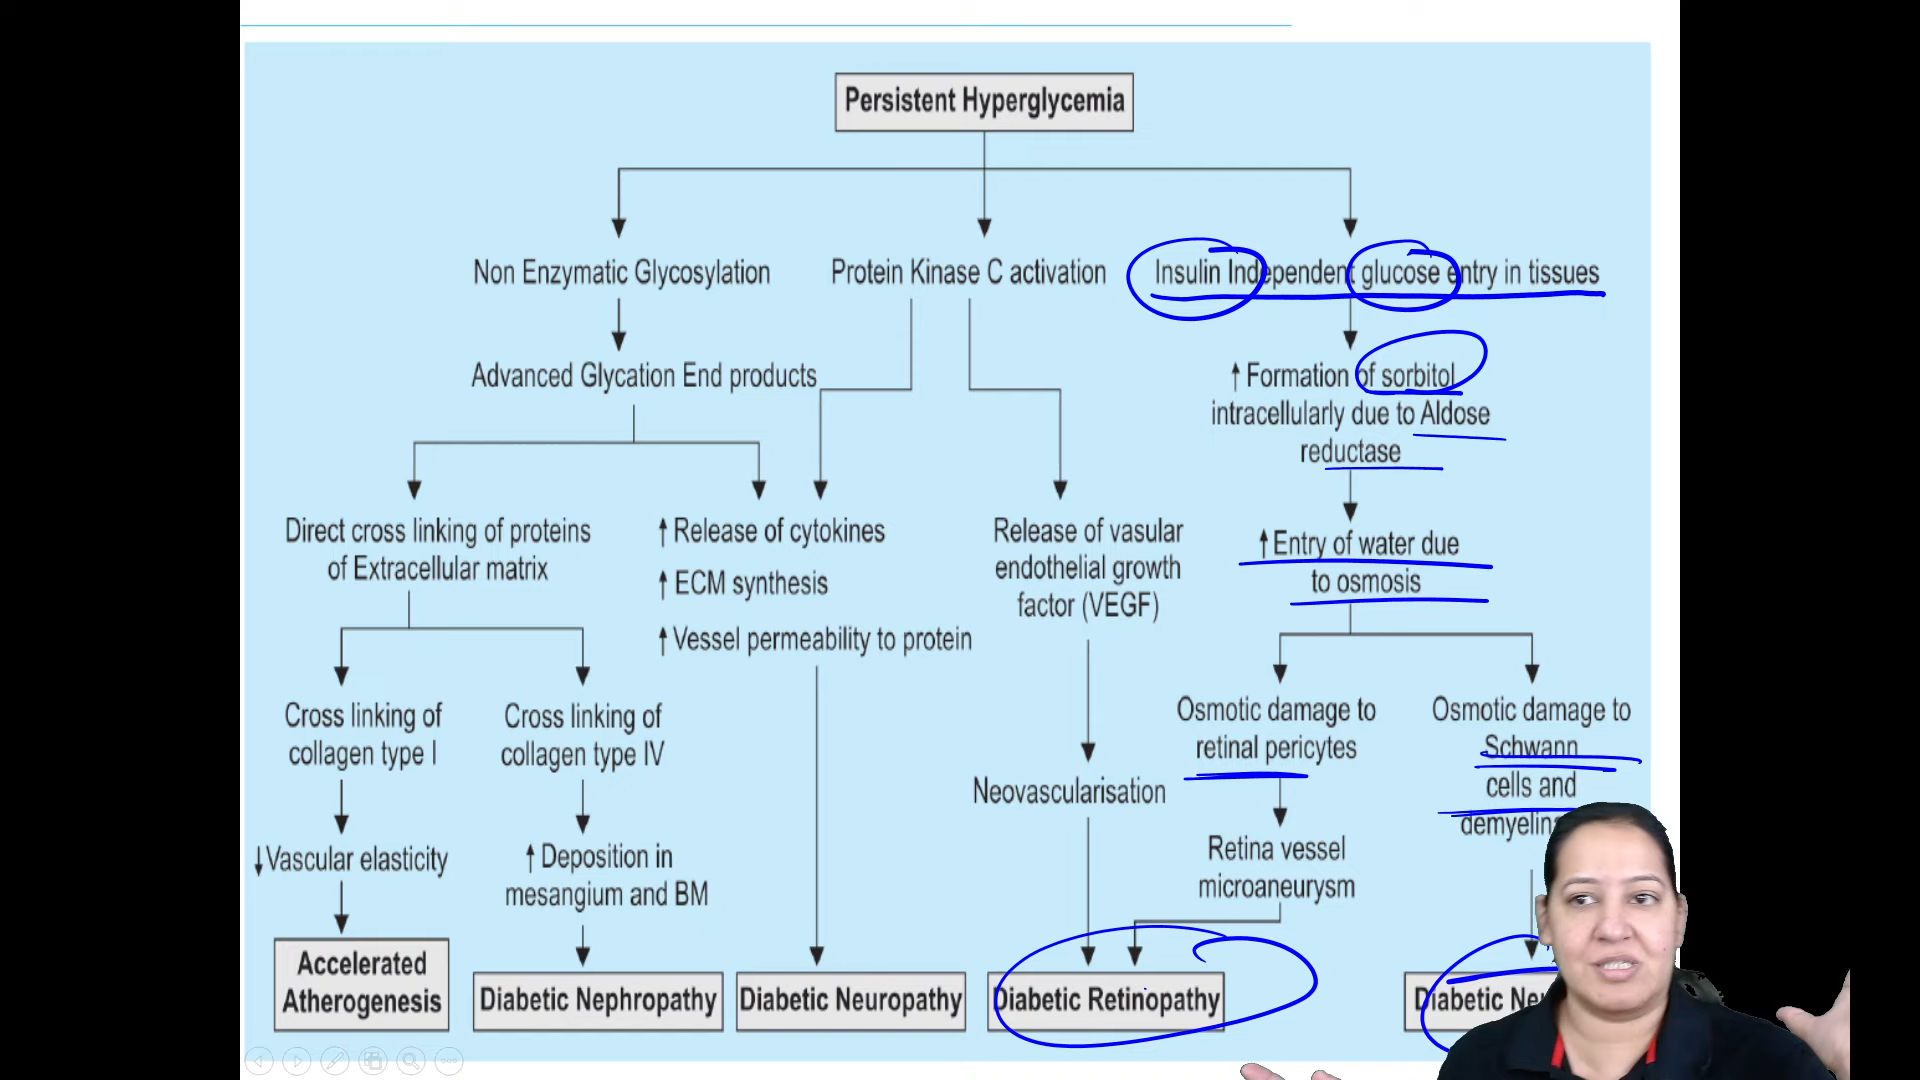 Persistent Hyperglycemia
Non Enzymatic Glycosylation
Protein Kinase C activation
Insulin Independent glucose entry in tissues
Advanced Glycation End products
↑ Formation of sorbitol
intracellularly due to Aldose
reductase
Direct cross linking of proteins
of Extracellular matrix
↑ Release of cytokines
↑ ECM synthesis
↑ Vessel permeability to protein
Release of vasular
endothelial growth
factor (VEGF)
↑ Entry of water due
to osmosis
Cross linking of
collagen type I
Cross linking of
collagen type IV
Neovascularisation
Osmotic damage to
retinal pericytes
Osmotic damage to
Schwann
cells and
↓ Vascular elasticity
↑ Deposition in
mesangium and BM
Retina vessel
microaneurysm
Accelerated
Atherogenesis
Diabetic Nephropathy
Diabetic Neuropathy
Diabetic Retinopathy
Diabetic